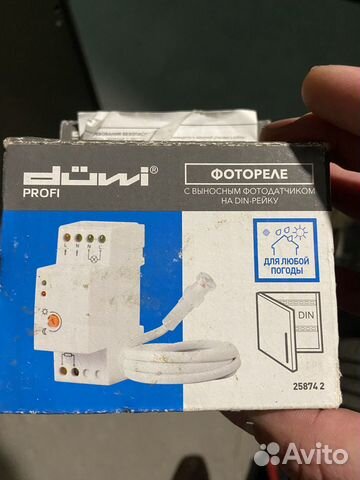 düwi®
PROFI
ФОТОРЕЛЕ
С ВЫНОСНЫМ ФОТОДАТЧИКОМ
НА DIN-РЕЙКУ
L N N L
ДЛЯ ЛЮБОЙ
ПОГОДЫ
DIN
25874 2
Avito